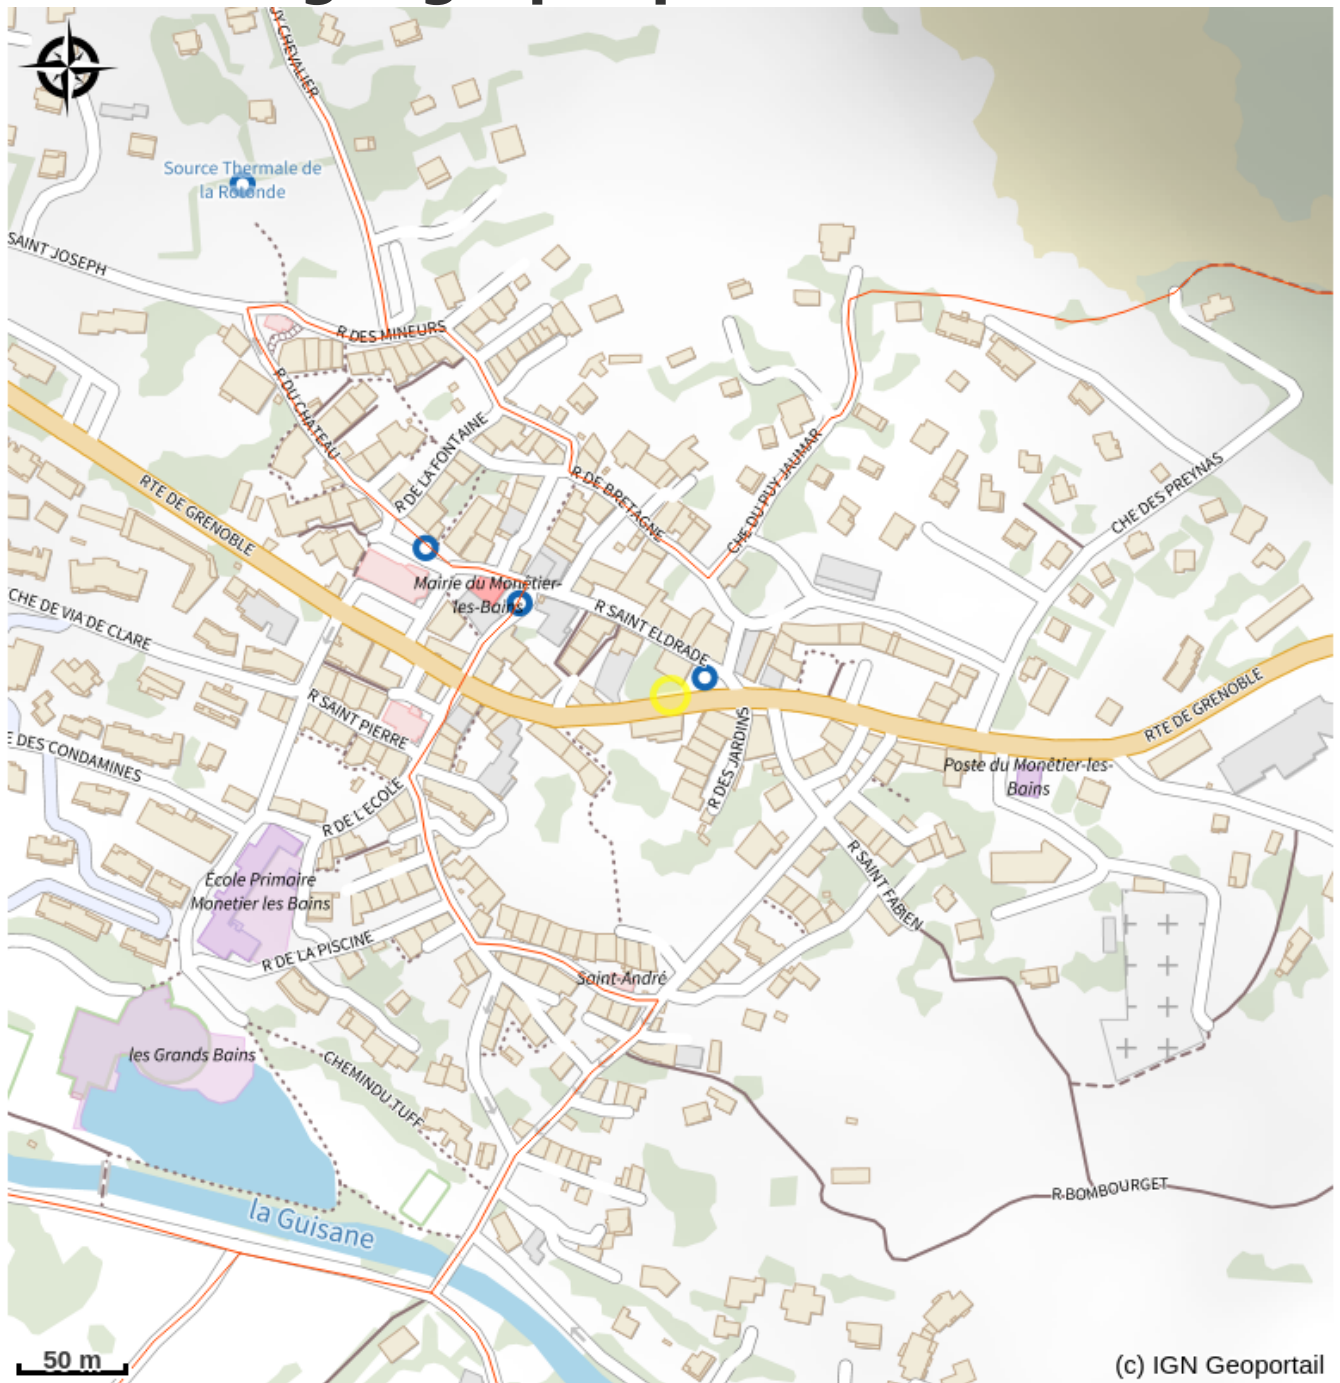 UY CHEVALIER
Source Thermale de
la Rotonde
SAINT JOSEPH
R DES MINEURS
R DU CHATEAU
R DE LA FONTAINE
R DE BRETAGNE
CHE DU PUY JAUMAR
CHE DES PREYNAS
RTE DE GRENOBLE
Mairie du Monêtier-
les-Bains
R SAINT ELDRADE
CHE DE VIA DE CLARE
R SAINT PIERRE
RTE DE GRENOBLE
E DES CONDAMINES
R DES JARDINS
Poste du Monêtier-les-
Bains
R DE L'ECOLE
R SAINT FABIEN
École Primaire
Monetier les Bains
R DE LA PISCINE
Saint-André
les Grands Bains
CHEMIN DU TUFF
R BOMBOURGET
la Guisane
50 m
(c) IGN Geoportail